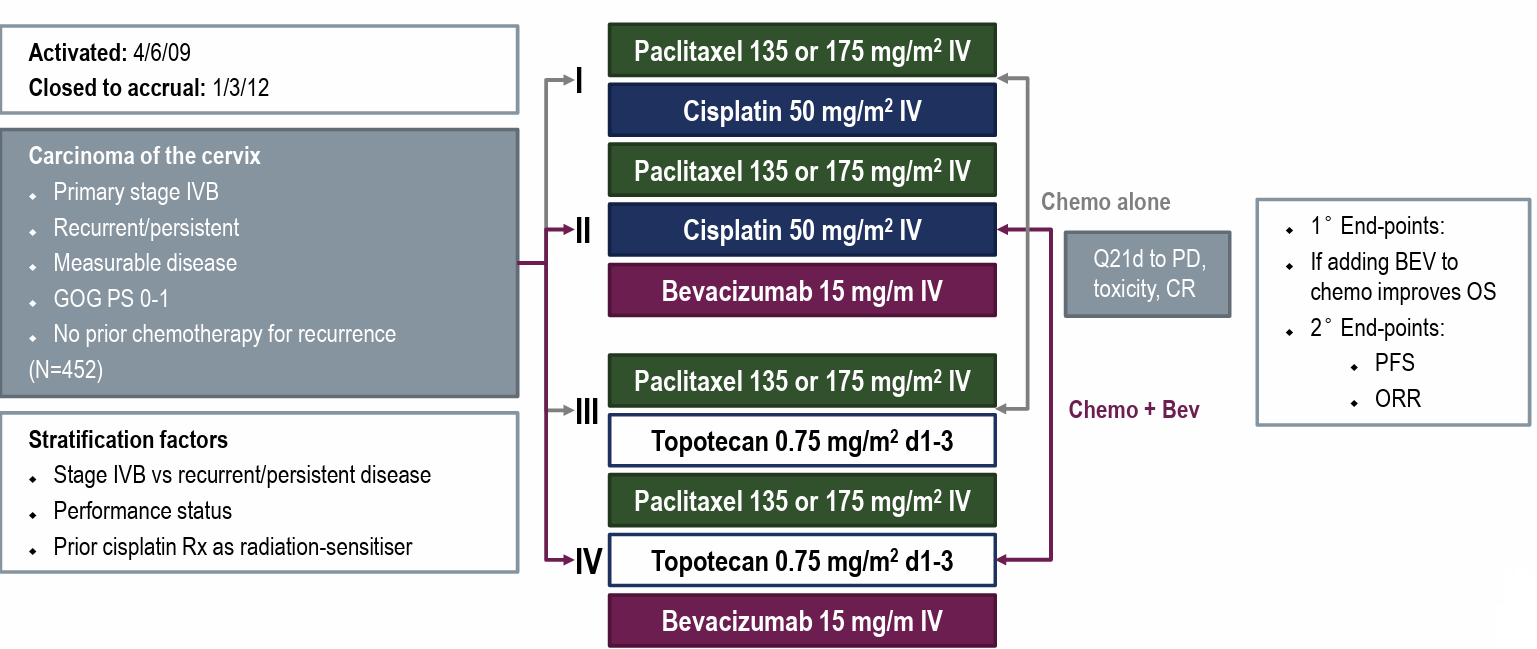 Activated: 4/6/09
Closed to accrual: 1/3/12
Carcinoma of the cervix
⬥ Primary stage IVB
⬥ Recurrent/persistent
⬥ Measurable disease
⬥ GOG PS 0-1
⬥ No prior chemotherapy for recurrence
(N=452)
Stratification factors
⬥ Stage IVB vs recurrent/persistent disease
⬥ Performance status
⬥ Prior cisplatin Rx as radiation-sensitiser
I
Paclitaxel 135 or 175 mg/m² IV
Cisplatin 50 mg/m² IV
II
Paclitaxel 135 or 175 mg/m² IV
Cisplatin 50 mg/m² IV
Bevacizumab 15 mg/m IV
III
Paclitaxel 135 or 175 mg/m² IV
Topotecan 0.75 mg/m² d1-3
IV
Paclitaxel 135 or 175 mg/m² IV
Topotecan 0.75 mg/m² d1-3
Bevacizumab 15 mg/m IV
Chemo alone
Q21d to PD,
toxicity, CR
Chemo + Bev
⬥ 1° End-points:
⬥ If adding BEV to
chemo improves OS
⬥ 2° End-points:
⬥ PFS
⬥ ORR